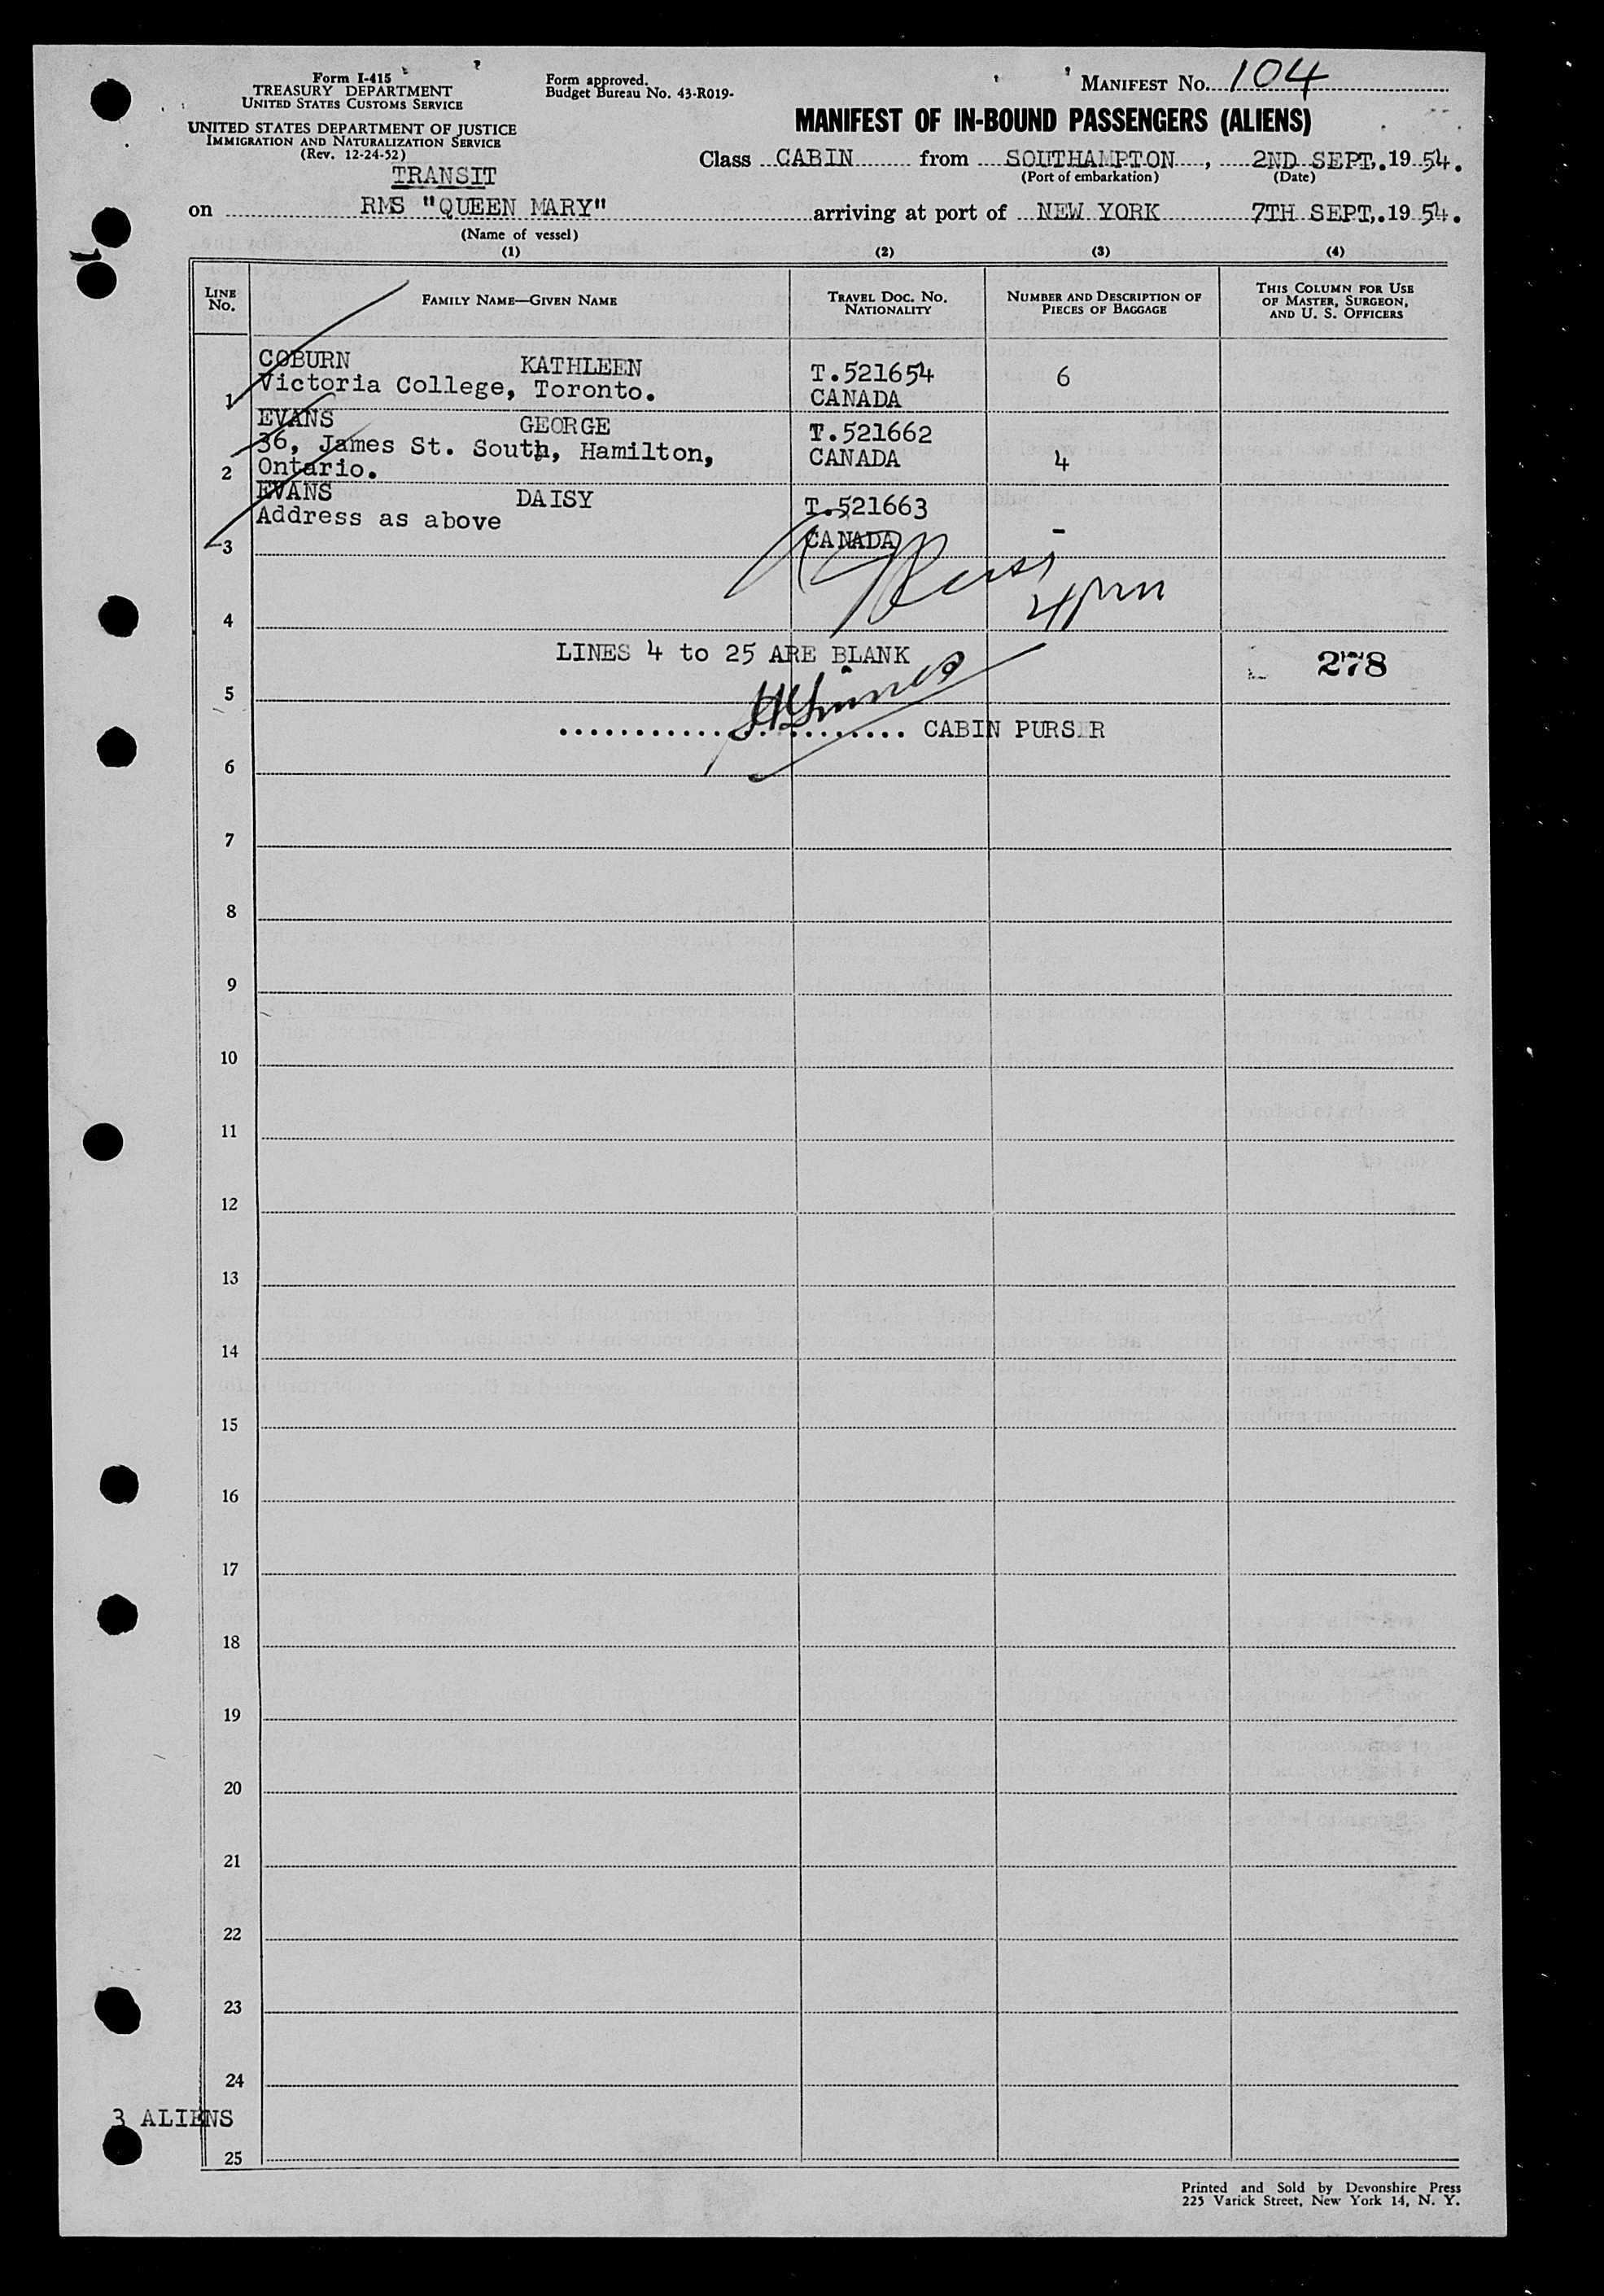 Form I-415
TREASURY DEPARTMENT
UNITED STATES CUSTOMS SERVICE
UNITED STATES DEPARTMENT OF JUSTICE
IMMIGRATION AND NATURALIZATION SERVICE
(Rev. 12-24-52)
TRANSIT
Form approved.
Budget Bureau No. 43-R019-
MANIFEST No. 104
MANIFEST OF IN-BOUND PASSENGERS (ALIENS)
Class CABIN from SOUTHAMPTON, 2ND SEPT. 19 54.
(Port of embarkation) (Date)
on RMS "QUEEN MARY" arriving at port of NEW YORK 7TH SEPT. 19 54.
(Name of vessel)
(1) (2) (3) (4)
LINE No. FAMILY NAME—GIVEN NAME TRAVEL DOC. No. NATIONALITY NUMBER AND DESCRIPTION OF PIECES OF BAGGAGE THIS COLUMN FOR USE OF MASTER, SURGEON, AND U. S. OFFICERS
COBURN KATHLEEN T.521654 6
1 Victoria College, Toronto. CANADA
EVANS GEORGE T.521662
36, James St. South, Hamilton, CANADA 4
2 Ontario.
EVANS DAISY T.521663
Address as above
3 CANADA -
4pm
4
LINES 4 to 25 ARE BLANK 278
5
CABIN PURSER
6
7
8
9
10
11
12
13
14
15
16
17
18
19
20
21
22
23
24
3 ALIENS
25
Printed and Sold by Devonshire Press
225 Varick Street, New York 14, N. Y.